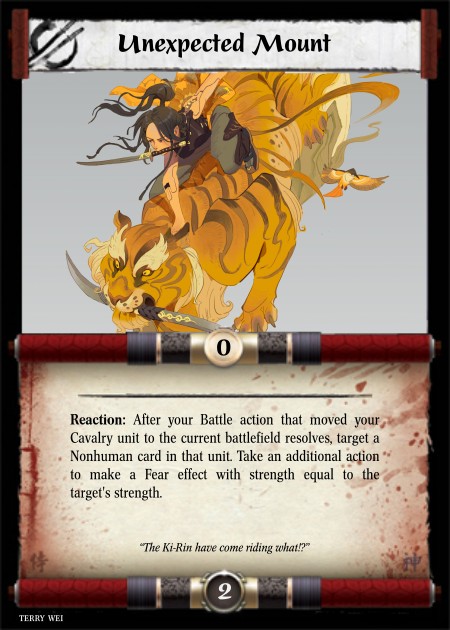 Unexpected Mount
0
Reaction: After your Battle action that moved your
Cavalry unit to the current battlefield resolves, target a
Nonhuman card in that unit. Take an additional action
to make a Fear effect with strength equal to the
target's strength.
“The Ki-Rin have come riding what!?”
2
TERRY WEI